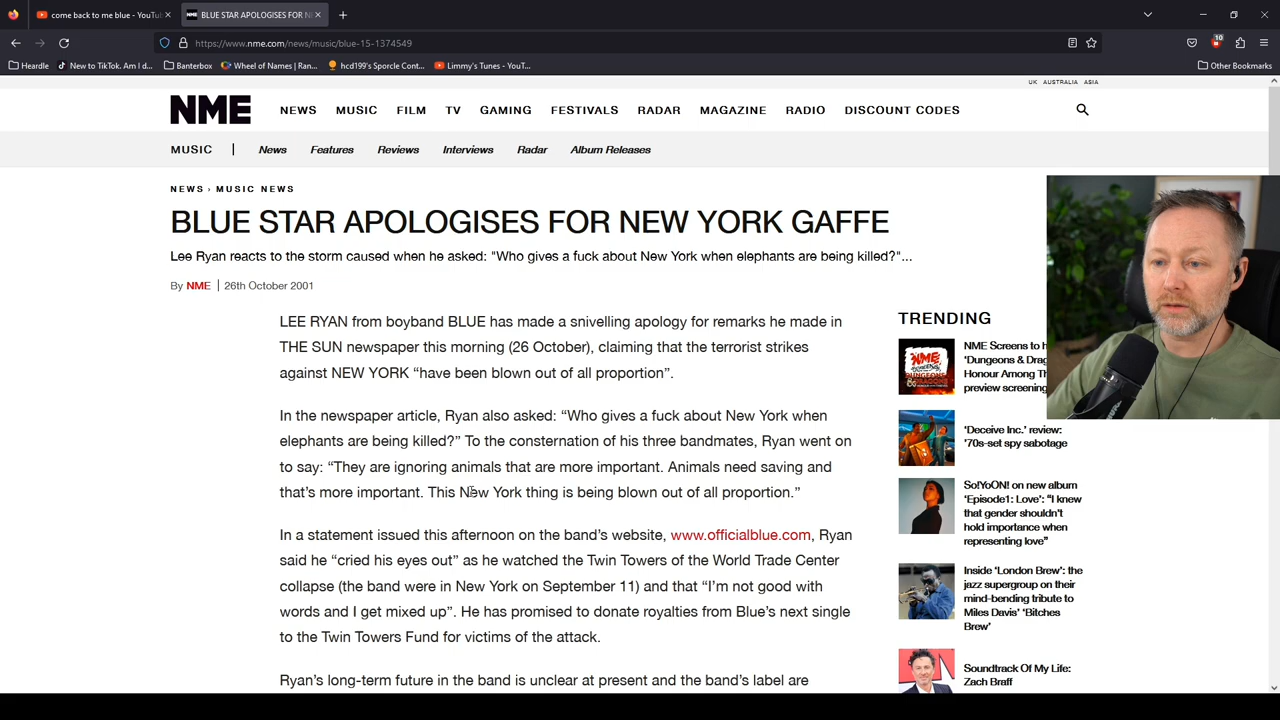 come back to me blue - YouTu
BLUE STAR APOLOGISES FOR N
https://www.nme.com/news/music/blue-15-1374549
10
Heardle
New to TikTok. Am I d...
Banterbox
Wheel of Names | Ran...
hcd199's Sporcle Cont...
Limmy's Tunes - YouT...
Other Bookmarks
UK AUSTRALIA ASIA
NME
NEWS MUSIC FILM TV GAMING FESTIVALS RADAR MAGAZINE RADIO DISCOUNT CODES
MUSIC | News Features Reviews Interviews Radar Album Releases
NEWS › MUSIC NEWS
BLUE STAR APOLOGISES FOR NEW YORK GAFFE
Lee Ryan reacts to the storm caused when he asked: "Who gives a fuck about New York when elephants are being killed?"...
By NME | 26th October 2001
LEE RYAN from boyband BLUE has made a snivelling apology for remarks he made in
THE SUN newspaper this morning (26 October), claiming that the terrorist strikes
against NEW YORK “have been blown out of all proportion”.
In the newspaper article, Ryan also asked: “Who gives a fuck about New York when
elephants are being killed?” To the consternation of his three bandmates, Ryan went on
to say: “They are ignoring animals that are more important. Animals need saving and
that’s more important. This New York thing is being blown out of all proportion.”
In a statement issued this afternoon on the band’s website, www.officialblue.com, Ryan
said he “cried his eyes out” as he watched the Twin Towers of the World Trade Center
collapse (the band were in New York on September 11) and that “I’m not good with
words and I get mixed up”. He has promised to donate royalties from Blue’s next single
to the Twin Towers Fund for victims of the attack.
Ryan’s long-term future in the band is unclear at present and the band’s label are
TRENDING
NME Screens to h
‘Dungeons & Drag
Honour Among Th
preview screening
‘Deceive Inc.’ review:
‘70s-set spy sabotage
So!YoON! on new album
‘Episode1: Love’: “I knew
that gender shouldn’t
hold importance when
representing love”
Inside ‘London Brew’: the
jazz supergroup on their
mind-bending tribute to
Miles Davis’ ‘Bitches
Brew’
Soundtrack Of My Life:
Zach Braff